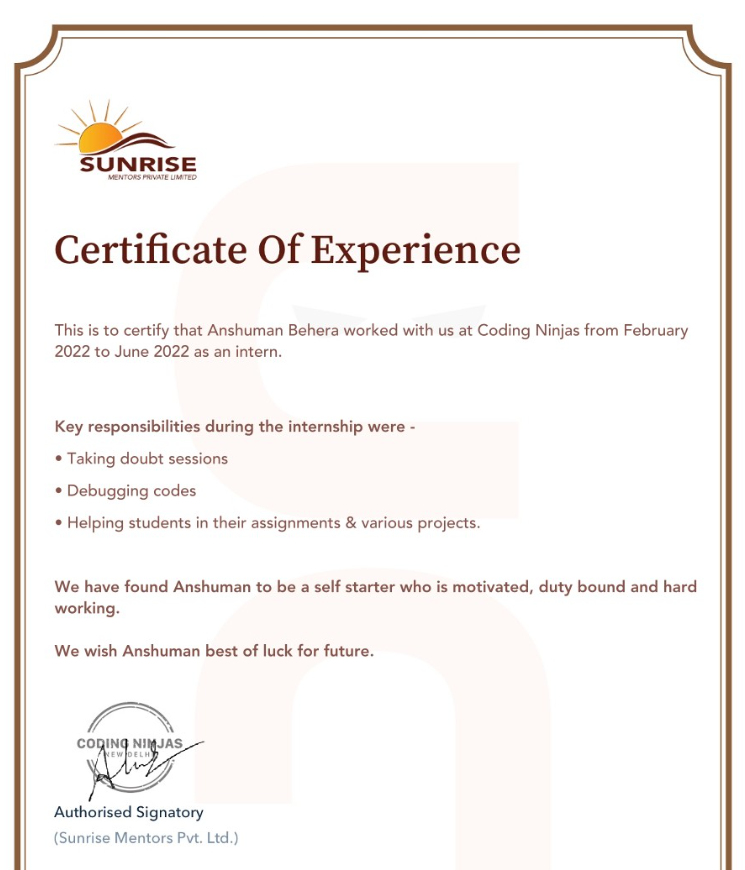 SUNRISE
MENTORS PRIVATE LIMITED
Certificate Of Experience
This is to certify that Anshuman Behera worked with us at Coding Ninjas from February
2022 to June 2022 as an intern.
Key responsibilities during the internship were -
• Taking doubt sessions
• Debugging codes
• Helping students in their assignments & various projects.
We have found Anshuman to be a self starter who is motivated, duty bound and hard
working.
We wish Anshuman best of luck for future.
CODING NINJAS
NEW DELHI
Authorised Signatory
(Sunrise Mentors Pvt. Ltd.)